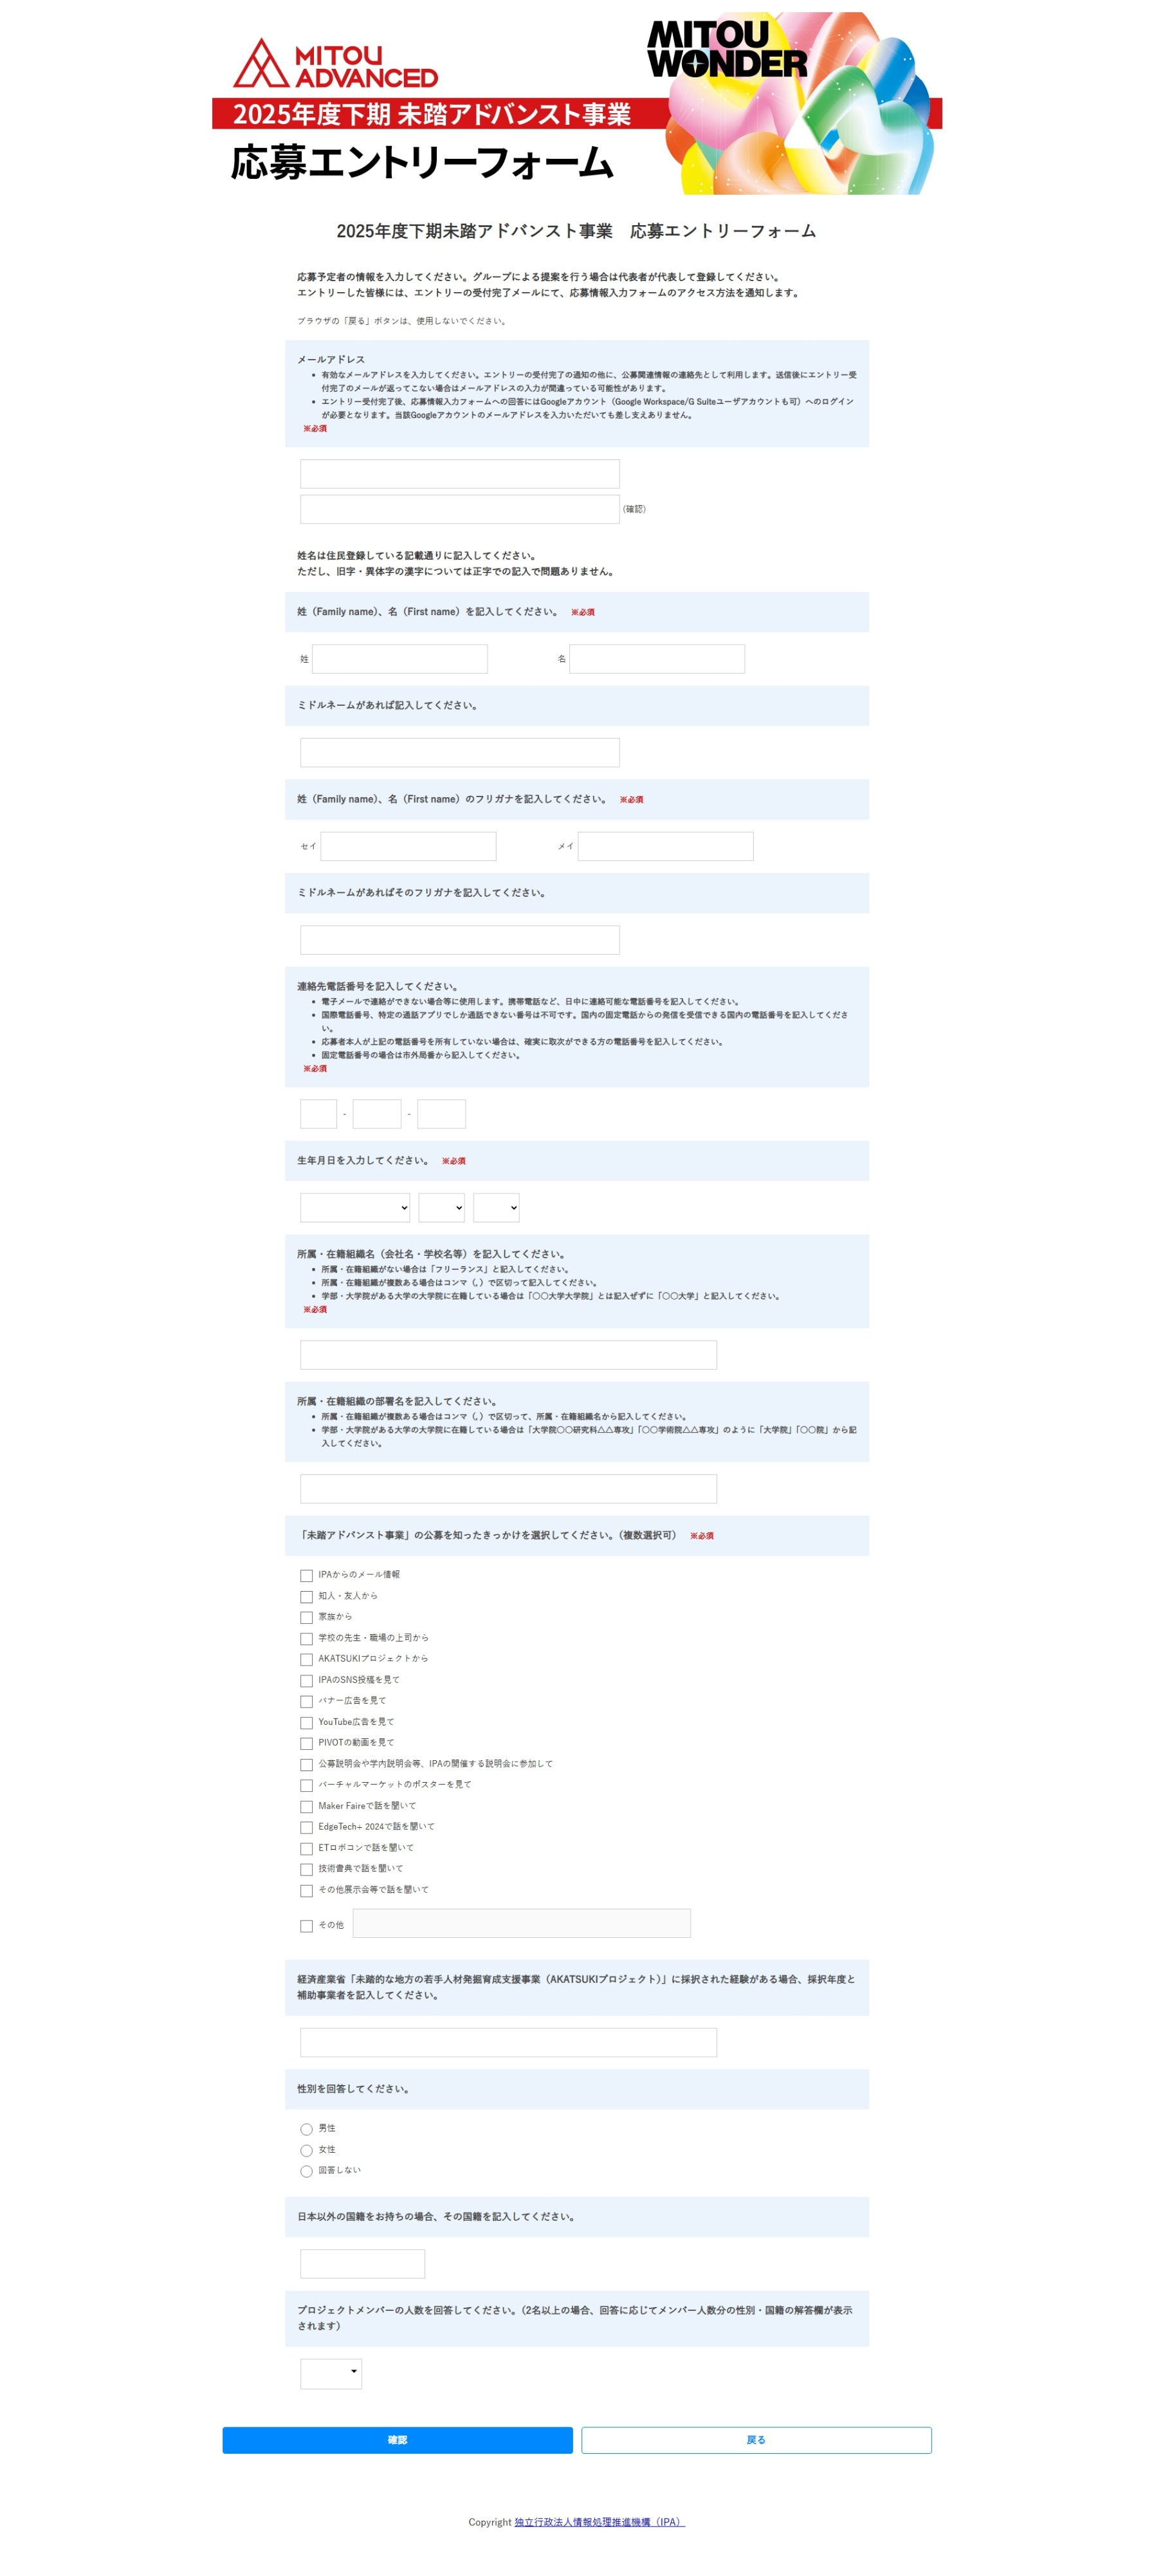 MITOU
ADVANCED
MITOU
WONDER
2025年度下期 未踏アドバンスト事業
応募エントリーフォーム
2025年度下期未踏アドバンスト事業　応募エントリーフォーム
応募予定者の情報を入力してください。グループによる提案を行う場合は代表者が代表して登録してください。
エントリーした皆様には、エントリーの受付完了メールにて、応募情報入力フォームのアクセス方法を通知します。
ブラウザの「戻る」ボタンは、使用しないでください。
メールアドレス
• 有効なメールアドレスを入力してください。エントリーの受付完了の通知の他に、公募関連情報の連絡先として利用します。送信後にエントリー受
付完了のメールが返ってこない場合はメールアドレスの入力が間違っている可能性があります。
• エントリー受付完了後、応募情報入力フォームへの回答にはGoogleアカウント（Google Workspace/G Suiteユーザアカウントも可）へのログイン
が必要となります。当該Googleアカウントのメールアドレスを入力いただいても差し支えありません。
※必須
(確認)
姓名は住民登録している記載通りに記入してください。
ただし、旧字・異体字の漢字については正字での記入で問題ありません。
姓（Family name）、名（First name）を記入してください。 ※必須
姓 名
ミドルネームがあれば記入してください。
姓（Family name）、名（First name）のフリガナを記入してください。 ※必須
セイ メイ
ミドルネームがあればそのフリガナを記入してください。
連絡先電話番号を記入してください。
• 電子メールで連絡ができない場合等に使用します。携帯電話など、日中に連絡可能な電話番号を記入してください。
• 国際電話番号、特定の通話アプリでしか通話できない番号は不可です。国内の固定電話からの発信を受信できる国内の電話番号を記入してくださ
い。
• 応募者本人が上記の電話番号を所有していない場合は、確実に取次ができる方の電話番号を記入してください。
• 固定電話番号の場合は市外局番から記入してください。
※必須
- -
生年月日を入力してください。 ※必須
所属・在籍組織名（会社名・学校名等）を記入してください。
• 所属・在籍組織がない場合は「フリーランス」と記入してください。
• 所属・在籍組織が複数ある場合はコンマ（,）で区切って記入してください。
• 学部・大学院がある大学の大学院に在籍している場合は「〇〇大学大学院」とは記入せずに「〇〇大学」と記入してください。
※必須
所属・在籍組織の部署名を記入してください。
• 所属・在籍組織が複数ある場合はコンマ（,）で区切って、所属・在籍組織名から記入してください。
• 学部・大学院がある大学の大学院に在籍している場合は「大学院〇〇研究科△△専攻」「〇〇学術院△△専攻」のように「大学院」「〇〇院」から記
入してください。
「未踏アドバンスト事業」の公募を知ったきっかけを選択してください。（複数選択可） ※必須
IPAからのメール情報
知人・友人から
家族から
学校の先生・職場の上司から
AKATSUKIプロジェクトから
IPAのSNS投稿を見て
バナー広告を見て
YouTube広告を見て
PIVOTの動画を見て
公募説明会や学内説明会等、IPAの開催する説明会に参加して
バーチャルマーケットのポスターを見て
Maker Faireで話を聞いて
EdgeTech+ 2024で話を聞いて
ETロボコンで話を聞いて
技術書典で話を聞いて
その他展示会等で話を聞いて
その他
経済産業省「未踏的な地方の若手人材発掘育成支援事業（AKATSUKIプロジェクト）」に採択された経験がある場合、採択年度と
補助事業者を記入してください。
性別を回答してください。
男性
女性
回答しない
日本以外の国籍をお持ちの場合、その国籍を記入してください。
プロジェクトメンバーの人数を回答してください。（2名以上の場合、回答に応じてメンバー人数分の性別・国籍の解答欄が表示
されます）
確認 戻る
Copyright 独立行政法人情報処理推進機構（IPA）